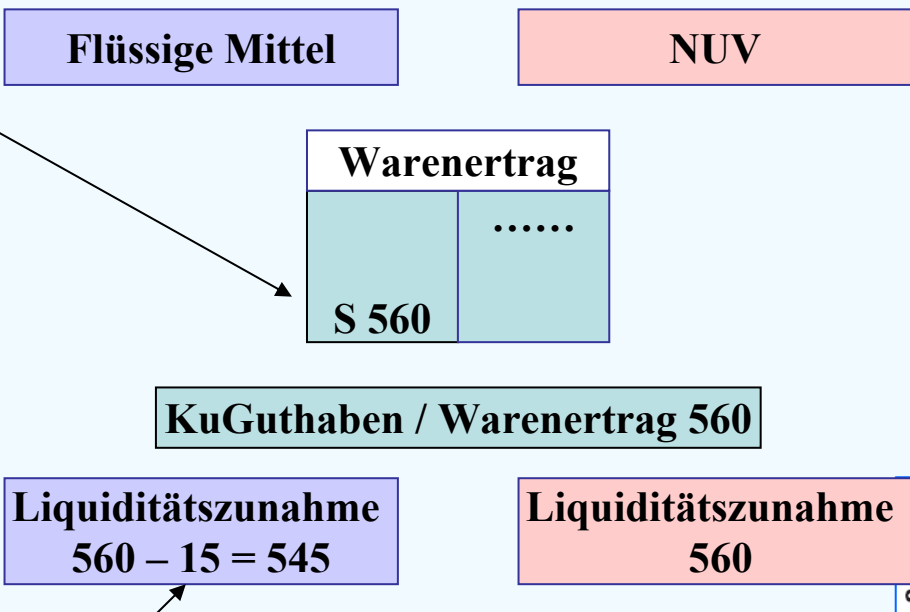 Flüssige Mittel
NUV
Warenertrag
......
S 560
KuGuthaben / Warenertrag 560
Liquiditätszunahme
560 – 15 = 545
Liquiditätszunahme
560